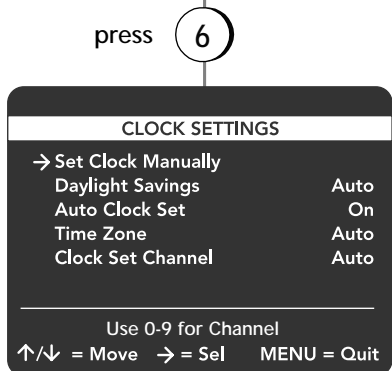 press 6
CLOCK SETTINGS
→ Set Clock Manually
Daylight Savings Auto
Auto Clock Set On
Time Zone Auto
Clock Set Channel Auto
Use 0-9 for Channel
↑/↓ = Move → = Sel MENU = Quit